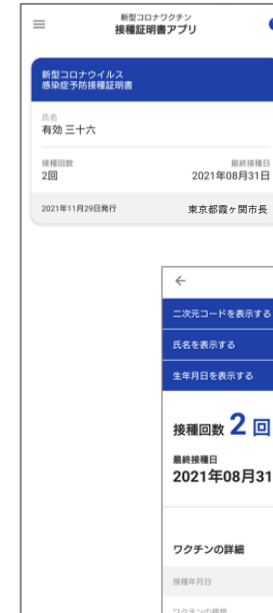 新型コロナワクチン
接種証明書アプリ
新型コロナウイルス
感染症予防接種証明書
氏名
有効 三十六
接種回数
最終接種日
2回
2021年08月31日
2021年11月29日発行
東京都霞ヶ関市長
二次元コードを表示する
氏名を表示する
生年月日を表示する
接種回数 2 回
最終接種日
2021年08月31
ワクチンの詳細
接種年月日
ワクチンの種類